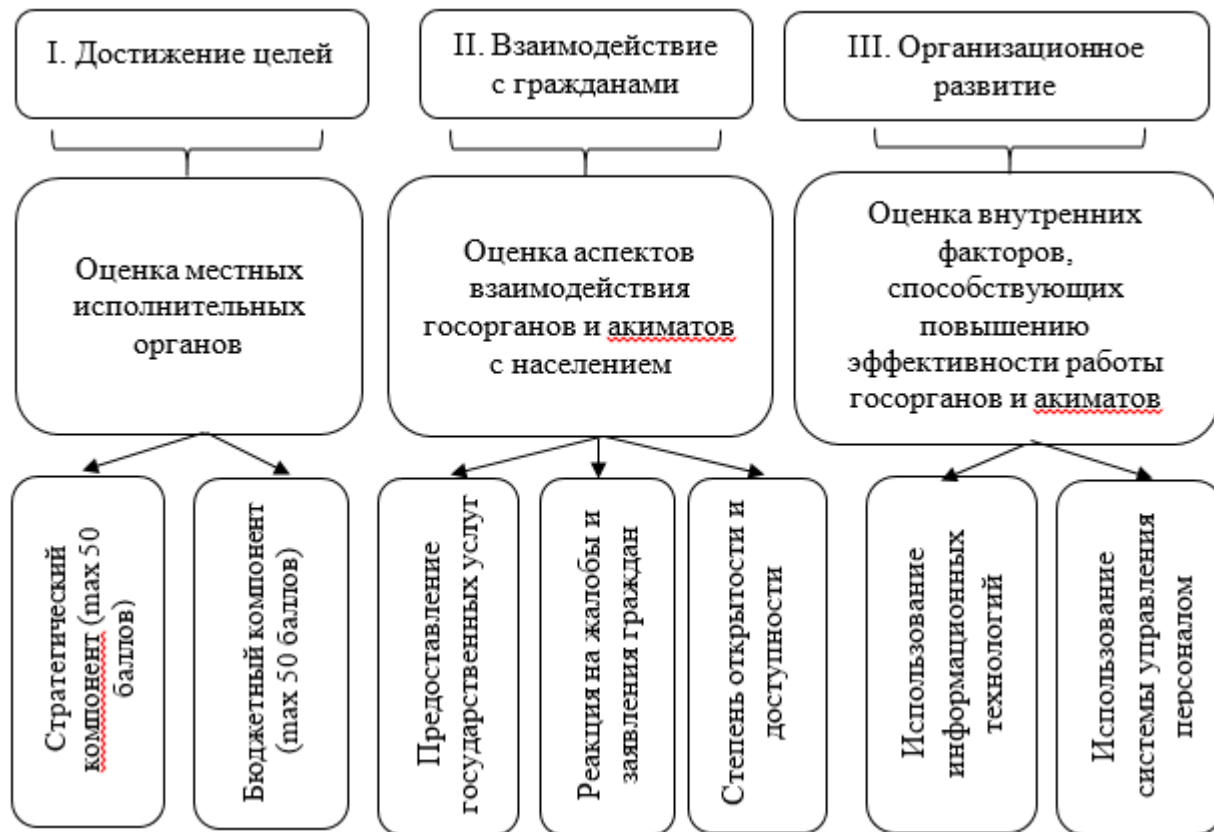 I. Достижение целей
II. Взаимодействие
с гражданами
III. Организационное
развитие
Оценка местных
исполнительных
органов
Оценка аспектов
взаимодействия
госорганов и акиматов
с населением
Оценка внутренних
факторов,
способствующих
повышению
эффективности работы
госорганов и акиматов
Стратегический
компонент (max 50
баллов)
Бюджетный компонент
(max 50 баллов)
Предоставление
государственных услуг
Реакция на жалобы и
заявления граждан
Степень открытости и
доступности
Использование
информационных
технологий
Использование
системы управления
персоналом